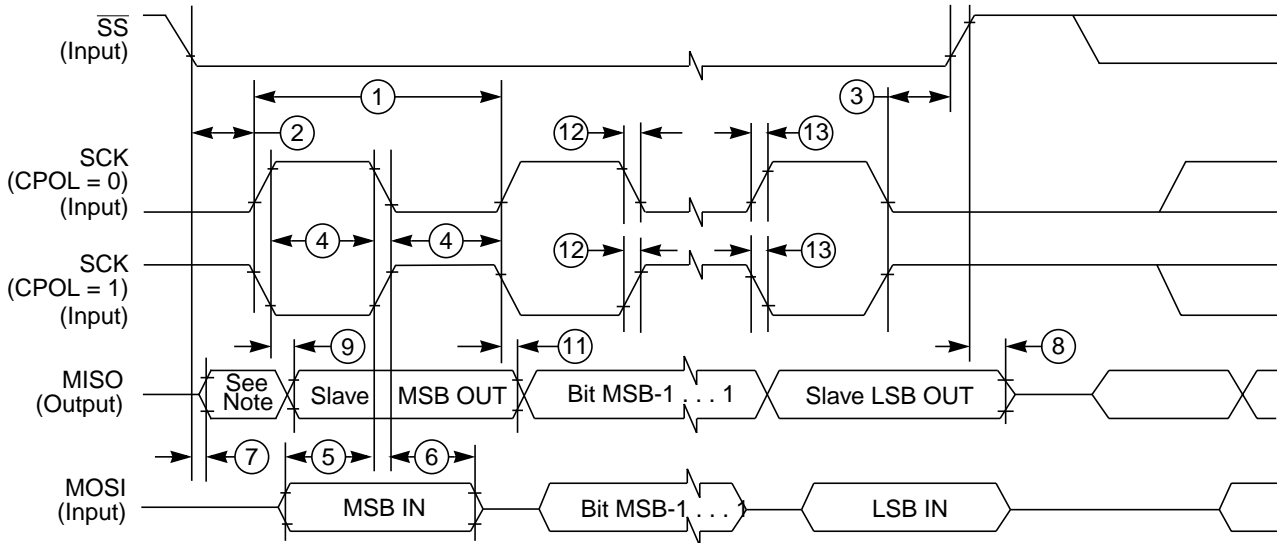 SS
(Input)
1
3
2
12
13
SCK
(CPOL = 0)
(Input)
4
4
12
13
SCK
(CPOL = 1)
(Input)
9
11
8
MISO
(Output)
See
Note
Slave
MSB OUT
Bit MSB-1 . . . 1
Slave LSB OUT
7
5
6
MOSI
(Input)
MSB IN
Bit MSB-1 . . . 1
LSB IN